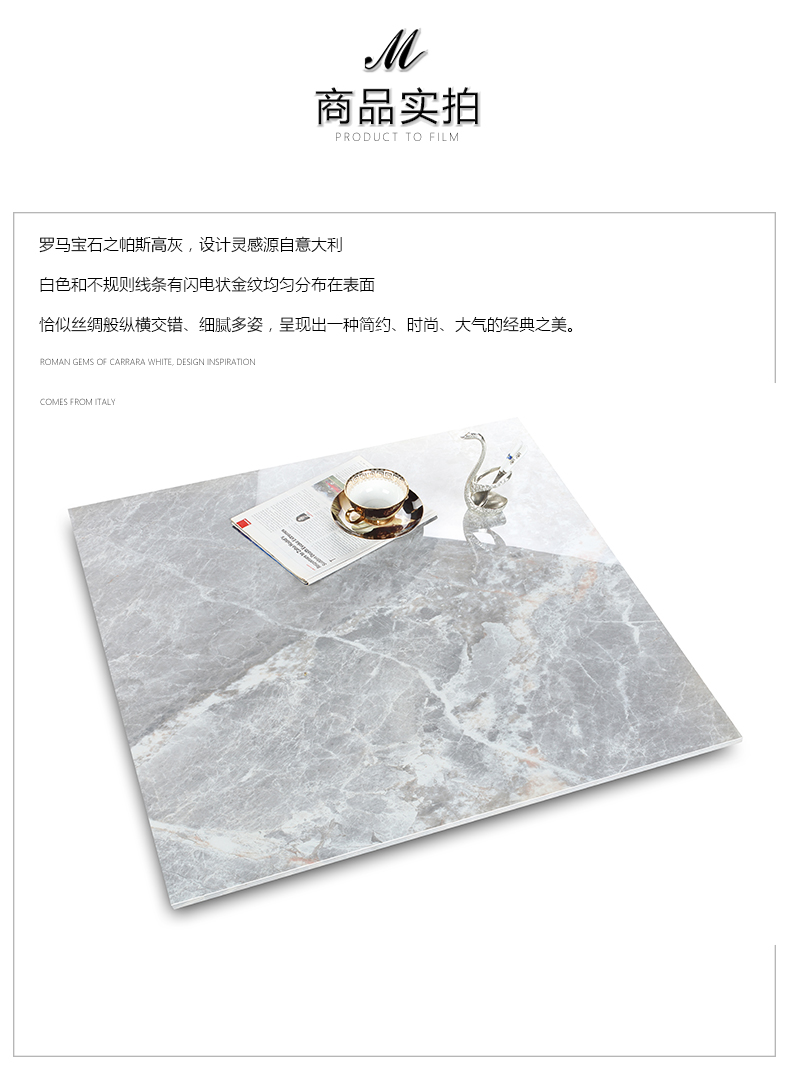 M
商品实拍
PRODUCT TO FILM
罗马宝石之帕斯高灰，设计灵感源自意大利
白色和不规则线条有闪电状金纹均匀分布在表面
恰似丝绸般纵横交错、细腻多姿，呈现出一种简约、时尚、大气的经典之美。
ROMAN GEMS OF CARRARA WHITE, DESIGN INSPIRATION
COMES FROM ITALY